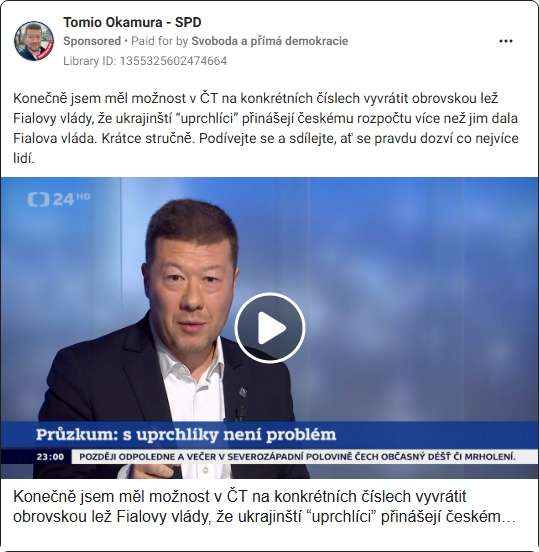 Tomio Okamura - SPD
Sponsored • Paid for by Svoboda a přímá demokracie
Library ID: 1355325602474664
Konečně jsem měl možnost v ČT na konkrétních číslech vyvrátit obrovskou lež
Fialovy vlády, že ukrajinští “uprchlíci” přinášejí českému rozpočtu více než jim dala
Fialova vláda. Krátce stručně. Podívejte se a sdílejte, ať se pravdu dozví co nejvíce
lidí.
24 HD
Průzkum: s uprchlíky není problém
23:00 POZDĚJI ODPOLEDNE A VEČER V SEVEROZÁPADNÍ POLOVINĚ ČECH OBČASNÝ DÉŠŤ ČI MRHOLENÍ.
Konečně jsem měl možnost v ČT na konkrétních číslech vyvrátit
obrovskou lež Fialovy vlády, že ukrajinští “uprchlíci” přinášejí českém...